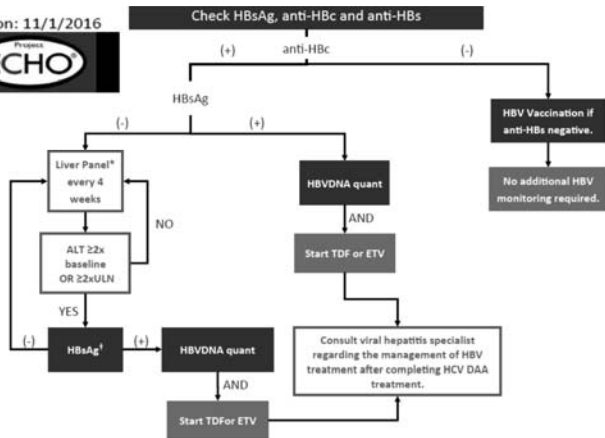 on: 11/1/2016
Project
ECHO®
Check HBsAg, anti-HBc and anti-HBs
(+)
anti-HBc
(-)
HBsAg
(-)
(+)
HBV Vaccination if
anti-HBs negative.
No additional HBV
monitoring required.
Liver Panel*
every 4
weeks
NO
ALT ≥2x
baseline
OR ≥2xULN
YES
HBVDNA quant
AND
Start TDF or ETV
(-)
HBsAg†
(+)
HBVDNA quant
AND
Start TDFor ETV
Consult viral hepatitis specialist
regarding the management of HBV
treatment after completing HCV DAA
treatment.